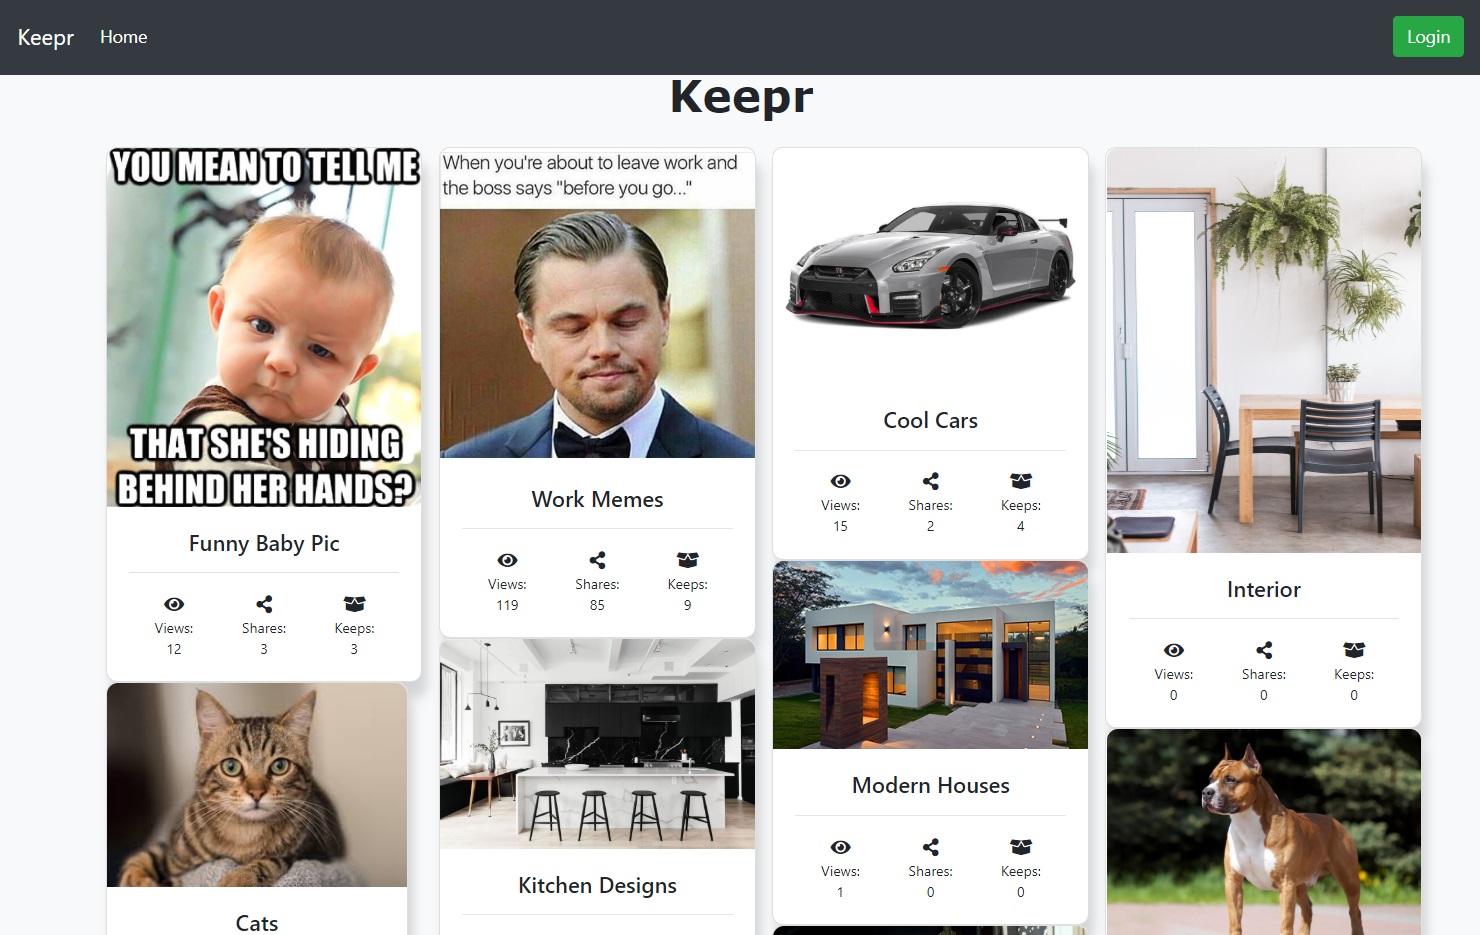 Keepr
Home
Login
Keepr
YOU MEAN TO TELL ME
THAT SHE'S HIDING
BEHIND HER HANDS?
Funny Baby Pic
Views:
12
Shares:
3
Keeps:
3
Cats
When you're about to leave work and
the boss says "before you go..."
Work Memes
Views:
119
Shares:
85
Keeps:
9
Kitchen Designs
Cool Cars
Views:
15
Shares:
2
Keeps:
4
Modern Houses
Views:
1
Shares:
0
Keeps:
0
Interior
Views:
0
Shares:
0
Keeps:
0